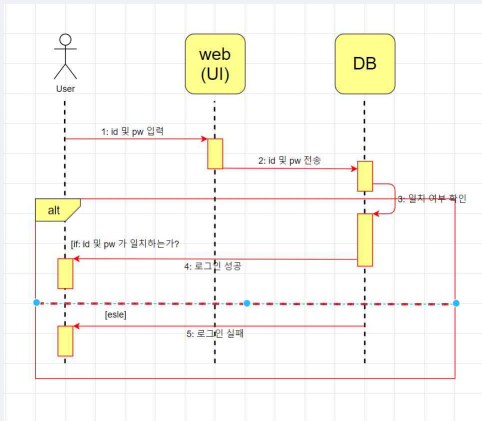 web
(UI)
DB
User
1: id 및 pw 입력
2: id 및 pw 전송
3: 일치 여부 확인
alt
[if: id 및 pw 가 일치하는가?
4: 로그인 성공
[esle]
5: 로그인 실패